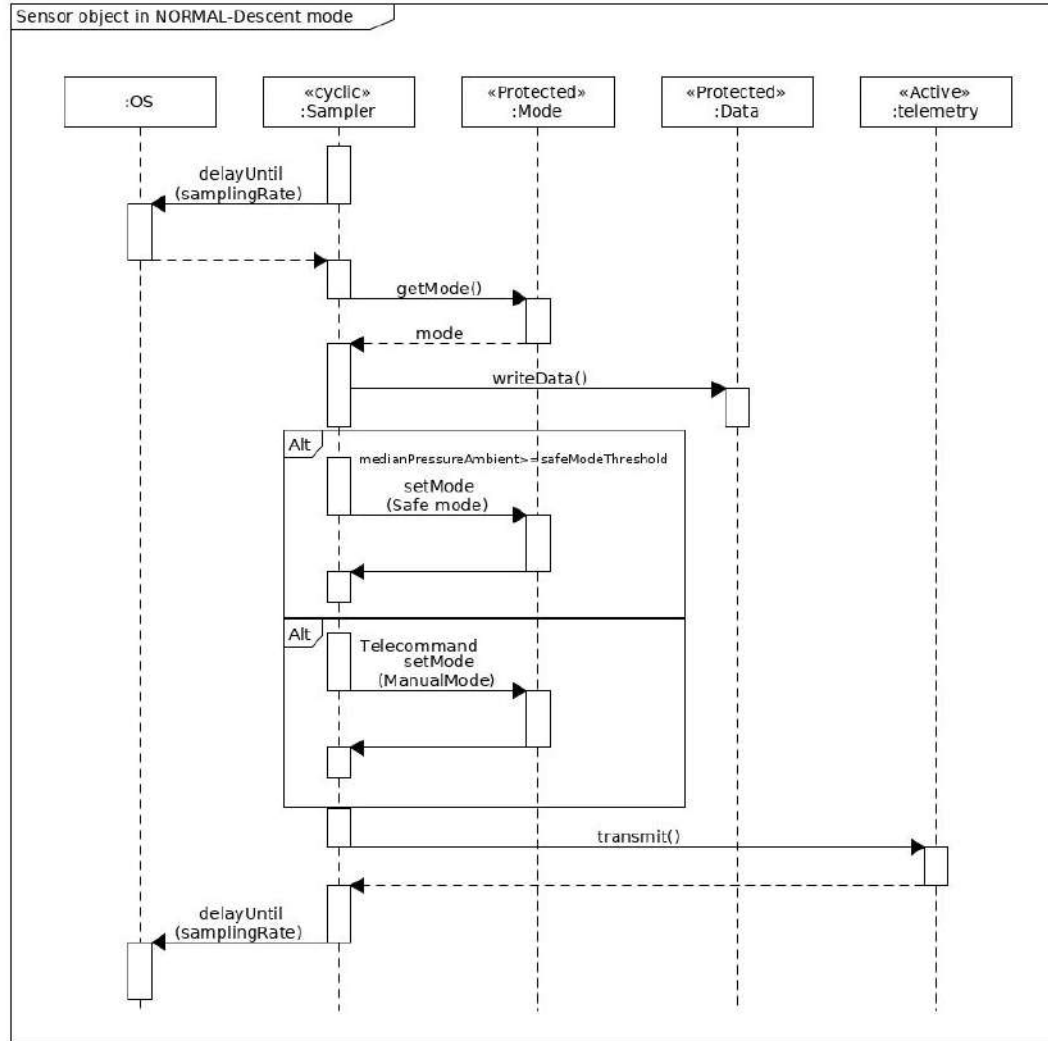 Sensor object in NORMAL-Descent mode
:OS
«cyclic»
:Sampler
«Protected»
:Mode
«Protected»
:Data
«Active»
:telemetry
delayUntil
(samplingRate)
getMode()
mode
writeData()
Alt
medianPressureAmbient>=safeModeThreshold
setMode
(Safe mode)
Alt
Telecommand
setMode
(ManualMode)
transmit()
delayUntil
(samplingRate)